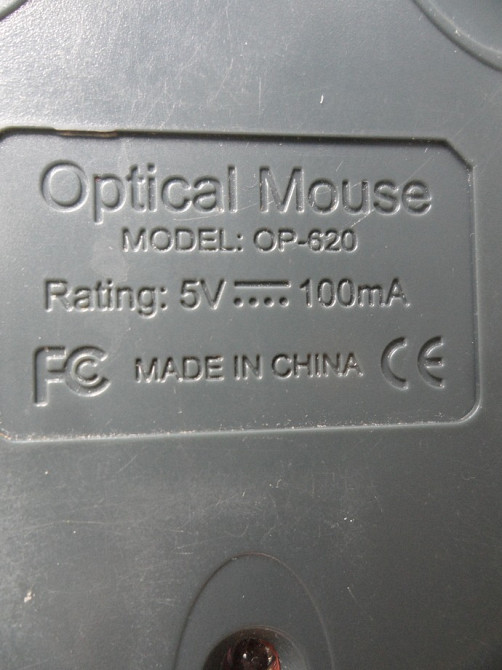 Optical Mouse
MODEL: OP-620
Rating: 5V ⎓ 100mA
FC MADE IN CHINA CE